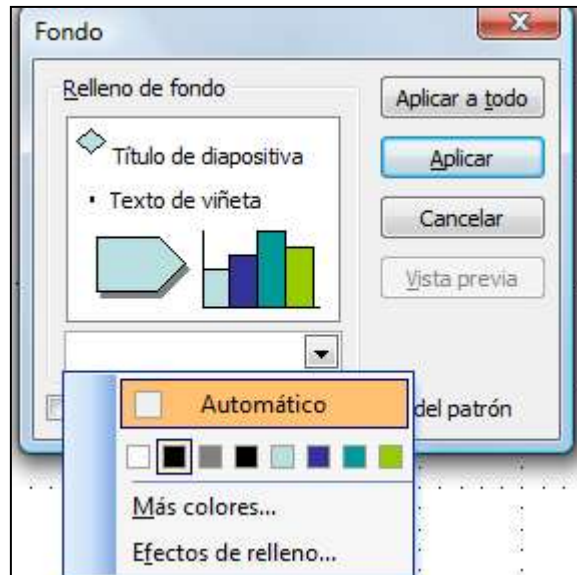 Fondo
Relleno de fondo
Título de diapositiva
Texto de viñeta
Aplicar a todo
Aplicar
Cancelar
Vista previa
Automático
del patrón
Más colores...
Efectos de relleno...